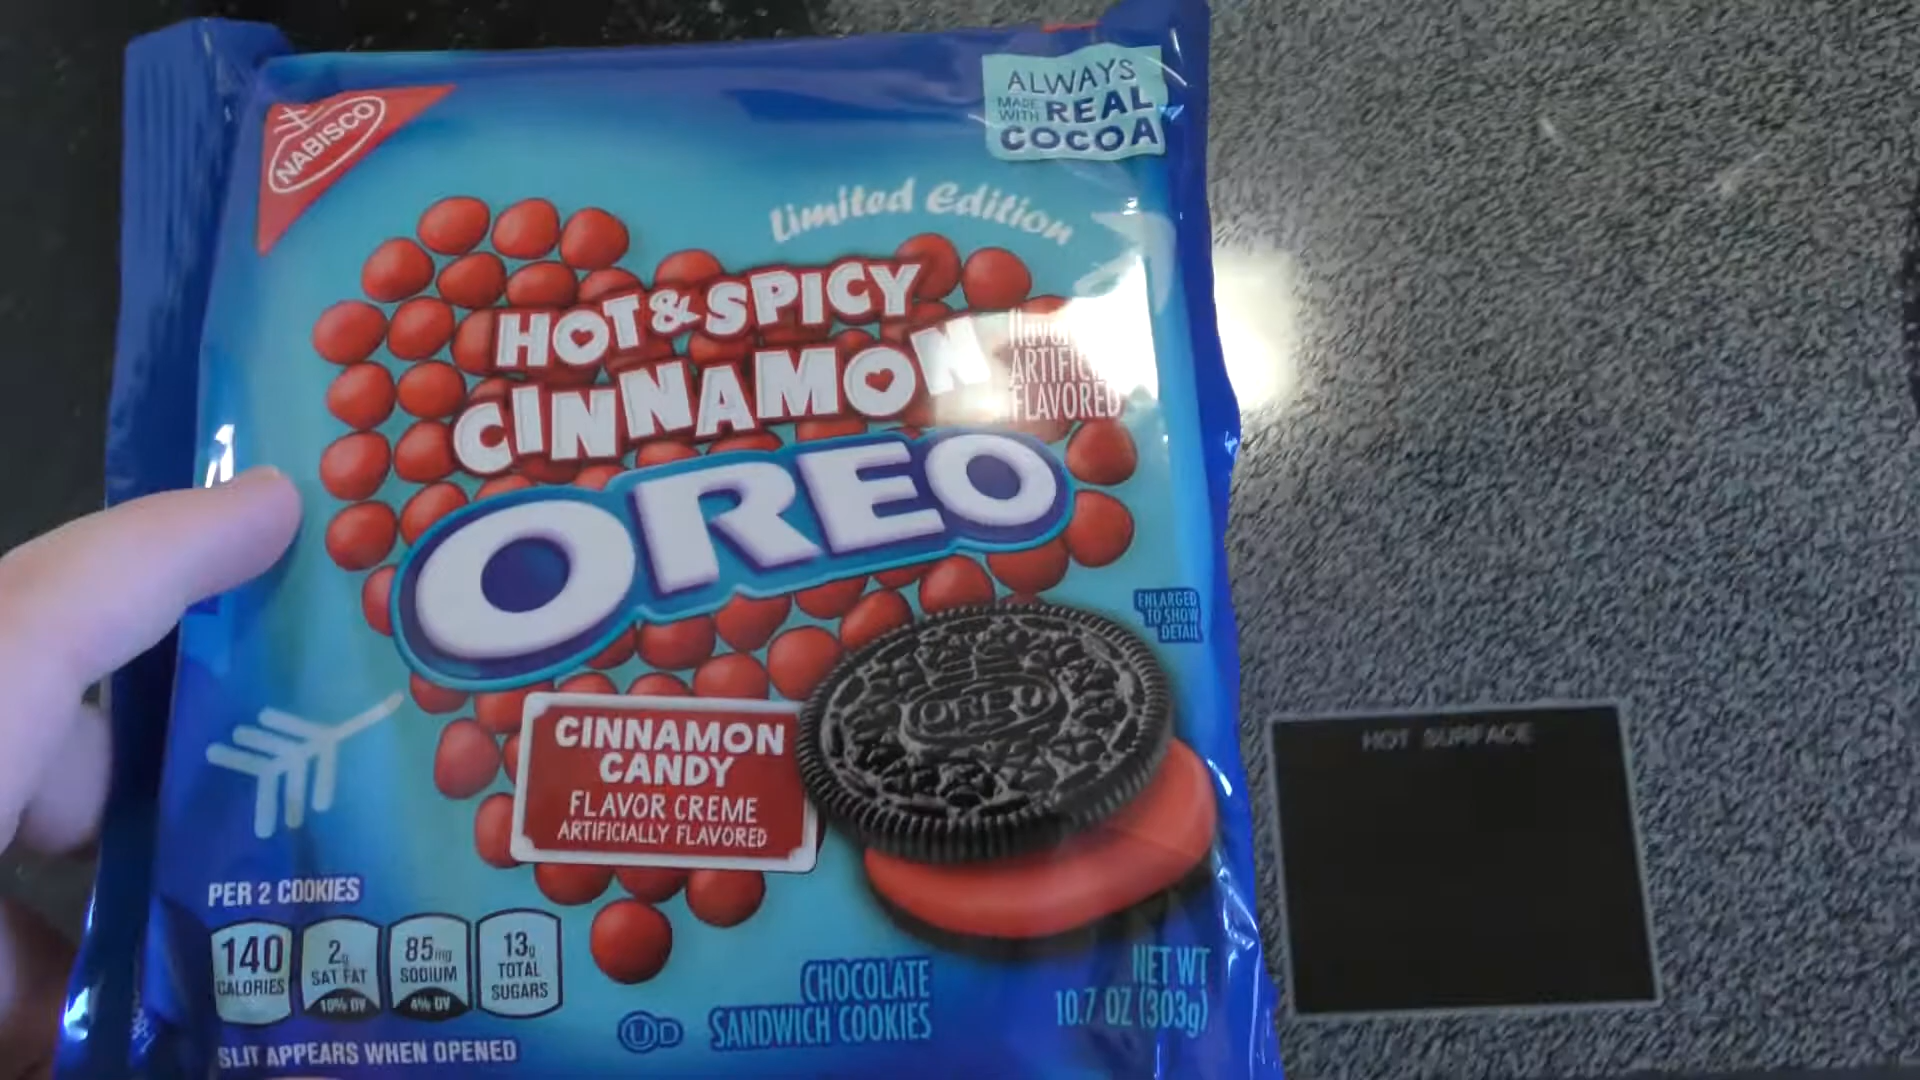 NABISCO
ALWAYS
MADE WITH REAL
COCOA
Limited Edition
HOT & SPICY
CINNAMON
ARTIFIC
FLAVORED
OREO
ENLARGED
TO SHOW
DETAIL
OREO
CINNAMON
CANDY
FLAVOR CREME
ARTIFICIALLY FLAVORED
PER 2 COOKIES
140
CALORIES
2g
SAT FAT
10% DV
85mg
SODIUM
4% DV
13g
TOTAL
SUGARS
SLIT APPEARS WHEN OPENED
U D
CHOCOLATE
SANDWICH COOKIES
NET WT
10.7 OZ (303g)
HOT SURFACE